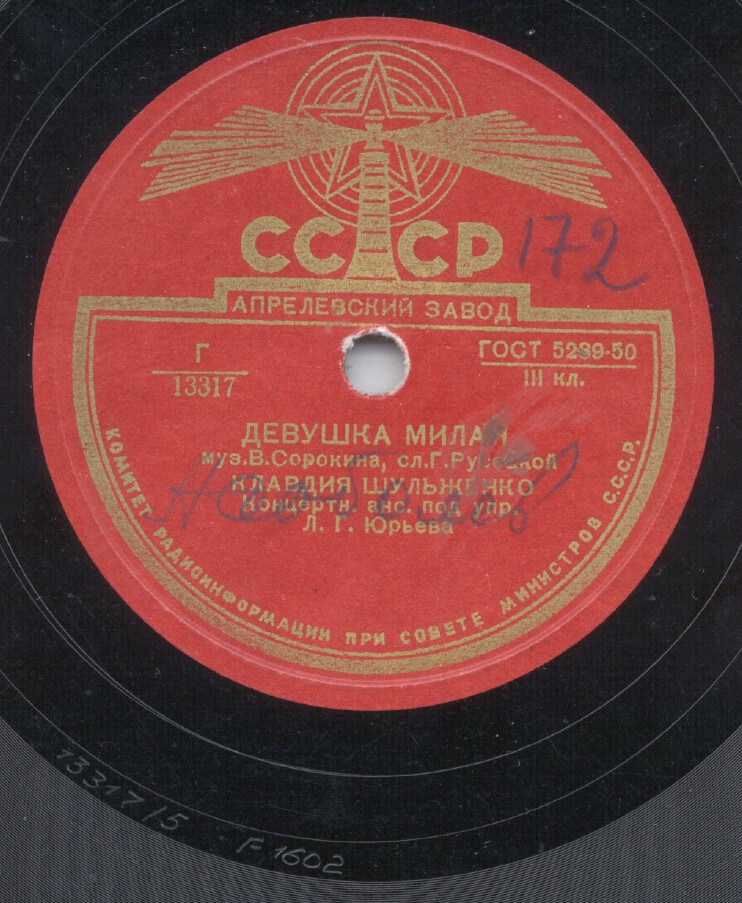 СССР
172
АПРЕЛЕВСКИЙ ЗАВОД
Г
13317
ГОСТ 5289-50
III кл.
ДЕВУШКА МИЛАЯ
муз. В. Сорокина, сл. Г. Русецкой
КЛАВДИЯ ШУЛЬЖЕНКО
Концертн. анс. под упр.
Л. Г. Юрьева
КОМИТЕТ РАДИОИНФОРМАЦИИ ПРИ СОВЕТЕ МИНИСТРОВ С.С.С.Р.
13317/5 F 1602